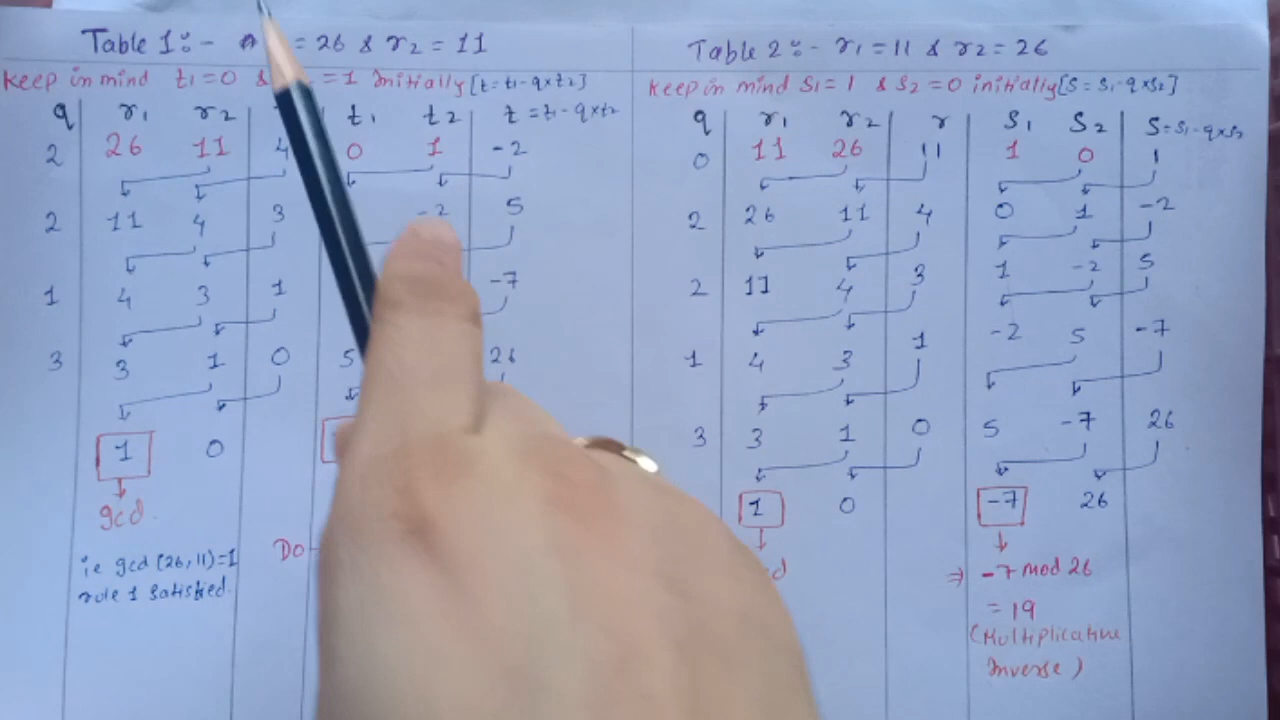 Table 1:- = 26 & r2 = 11
Keep in mind t1=0 & =1 Initially [t=t1-q×t2]
q r1 r2 t1 t2 t=t1-q×t2
2 26 11 4 0 1 -2
2 11 4 3 -2 5
1 4 3 1 -7
3 3 1 0 5 26
1 0
gcd.
ie gcd (26,11)=1
rule 1 satisfied.
Do
Table 2:- r1=11 & r2=26
keep in mind S1=1 & S2=0 initially [S=S1-q×S2]
q r1 r2 r S1 S2 S=S1-q×S2
0 11 26 11 1 0 1
2 26 11 4 0 1 -2
2 11 4 3 1 -2 5
1 4 3 1 -2 5 -7
3 3 1 0 5 -7 26
1 0 -7 26
⇒ -7 mod 26
= 19
(Multiplicative
Inverse)